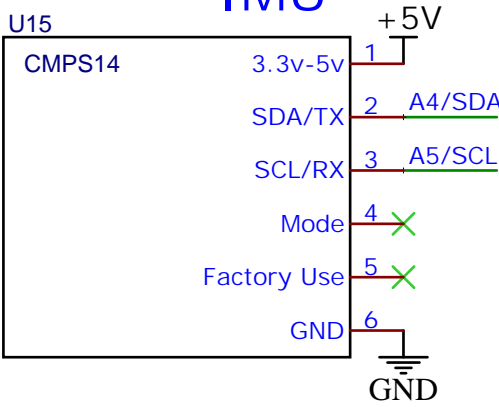 IMU
U15
+5V
CMPS14
3.3v-5v 1
SDA/TX 2 A4/SDA
SCL/RX 3 A5/SCL
Mode 4
Factory Use 5
GND 6
GND